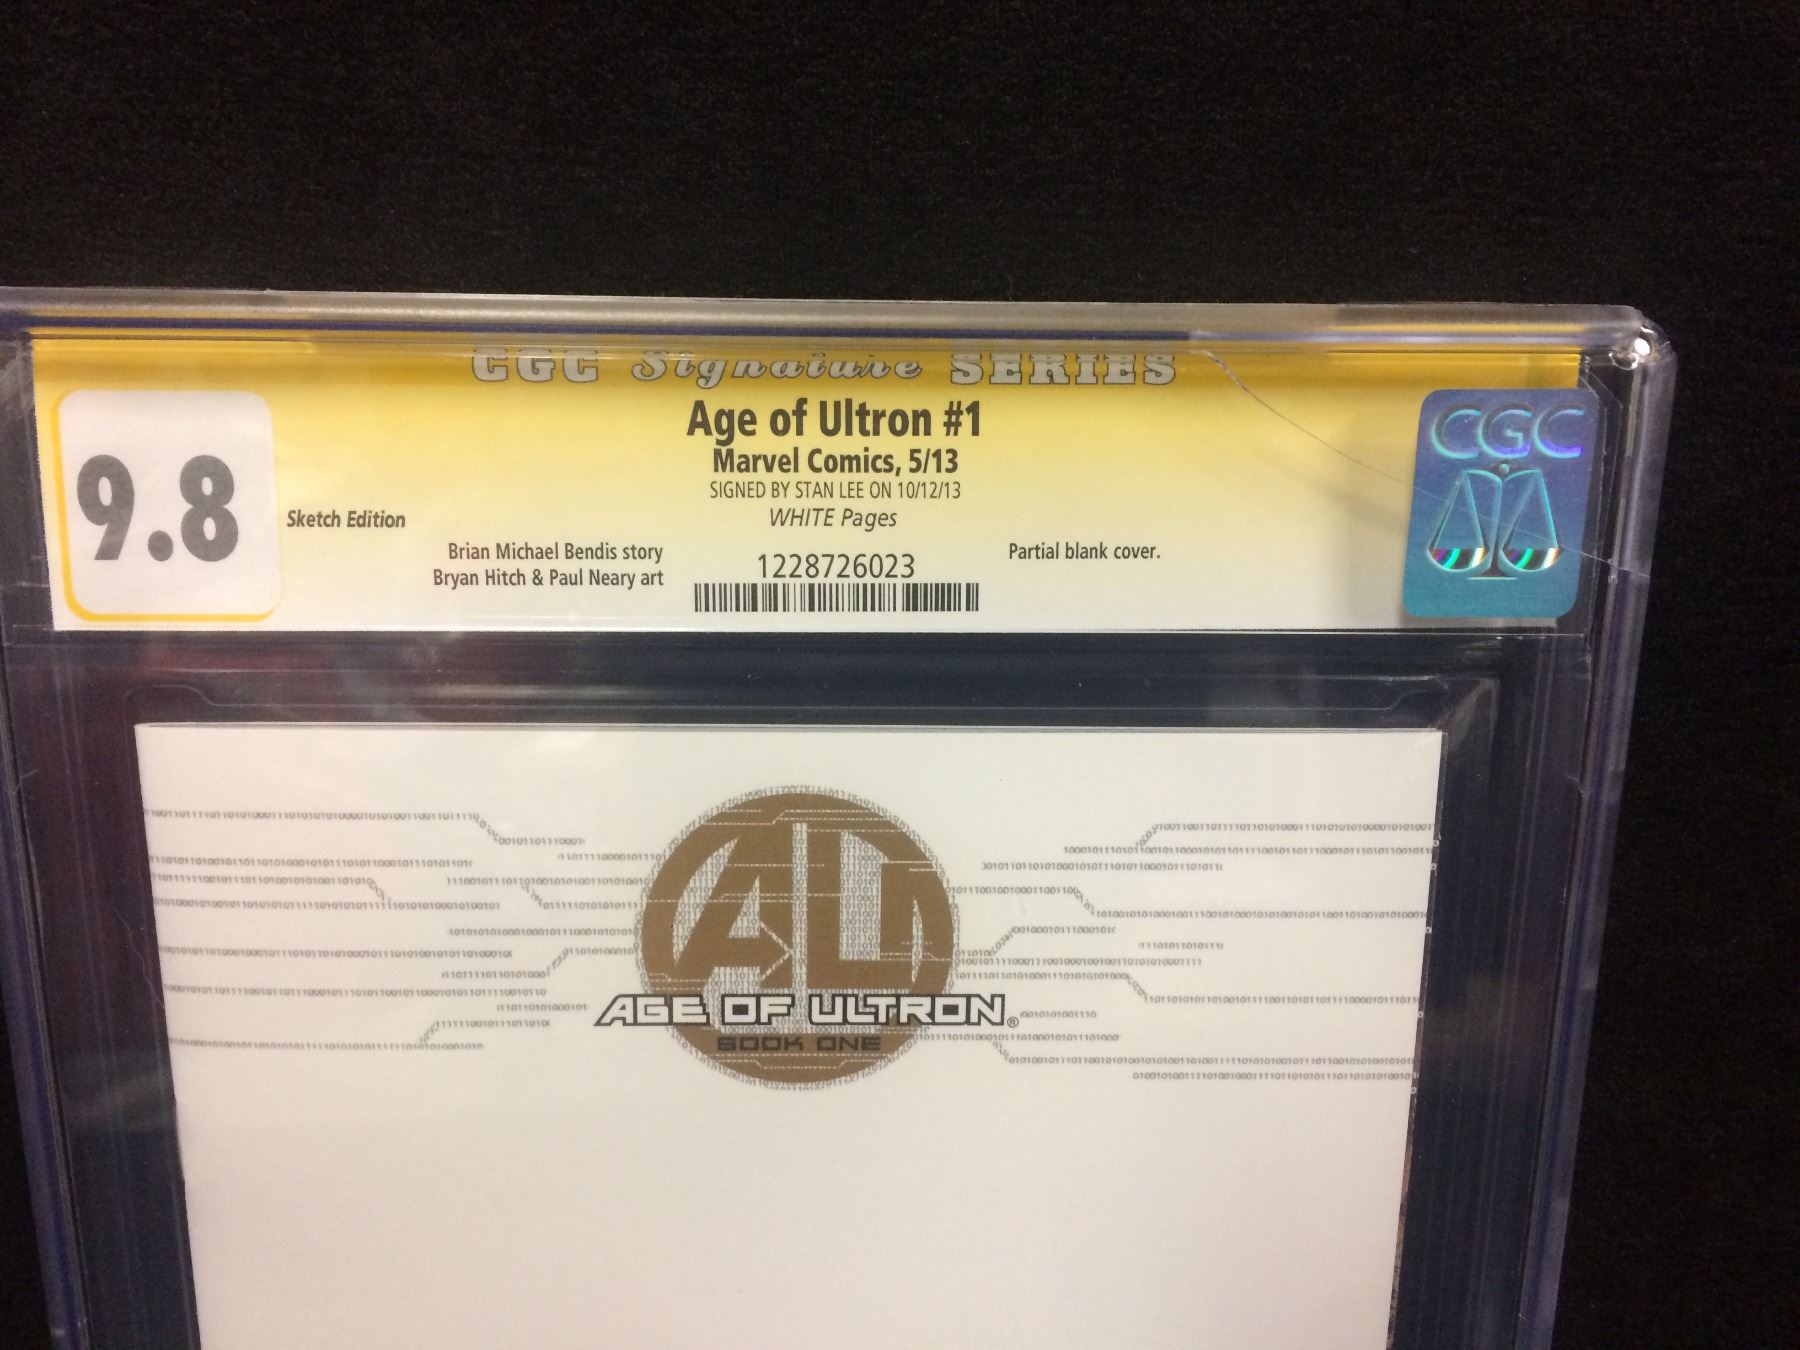 CGC Signature SERIES
Age of Ultron #1
Marvel Comics, 5/13
SIGNED BY STAN LEE ON 10/12/13
WHITE Pages
9.8
Sketch Edition
Brian Michael Bendis story
Bryan Hitch & Paul Neary art
1228726023
Partial blank cover.
CGC
AU
AGE OF ULTRON®
BOOK ONE